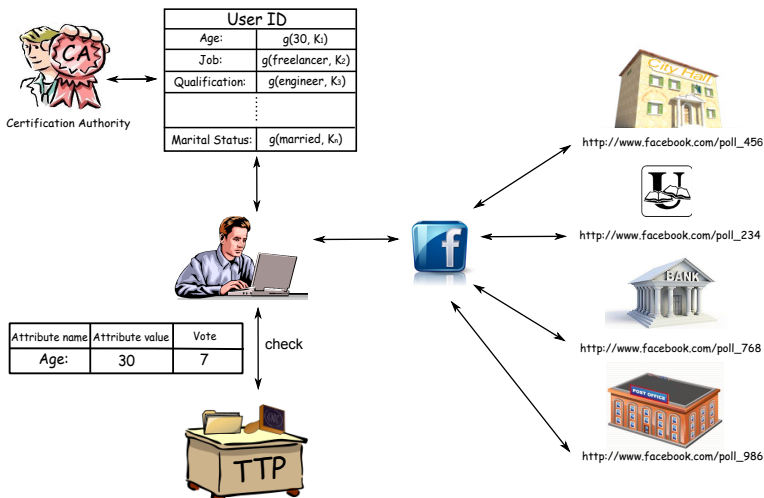 CA
Certification Authority
User ID
Age: g(30, K₁)
Job: g(freelancer, K₂)
Qualification: g(engineer, K₃)
Marital Status: g(married, Kₙ)
City Hall
http://www.facebook.com/poll_456
U
http://www.facebook.com/poll_234
f
BANK
http://www.facebook.com/poll_768
POST OFFICE
http://www.facebook.com/poll_986
Attribute name Attribute value Vote
Age: 30 7
check
TTP